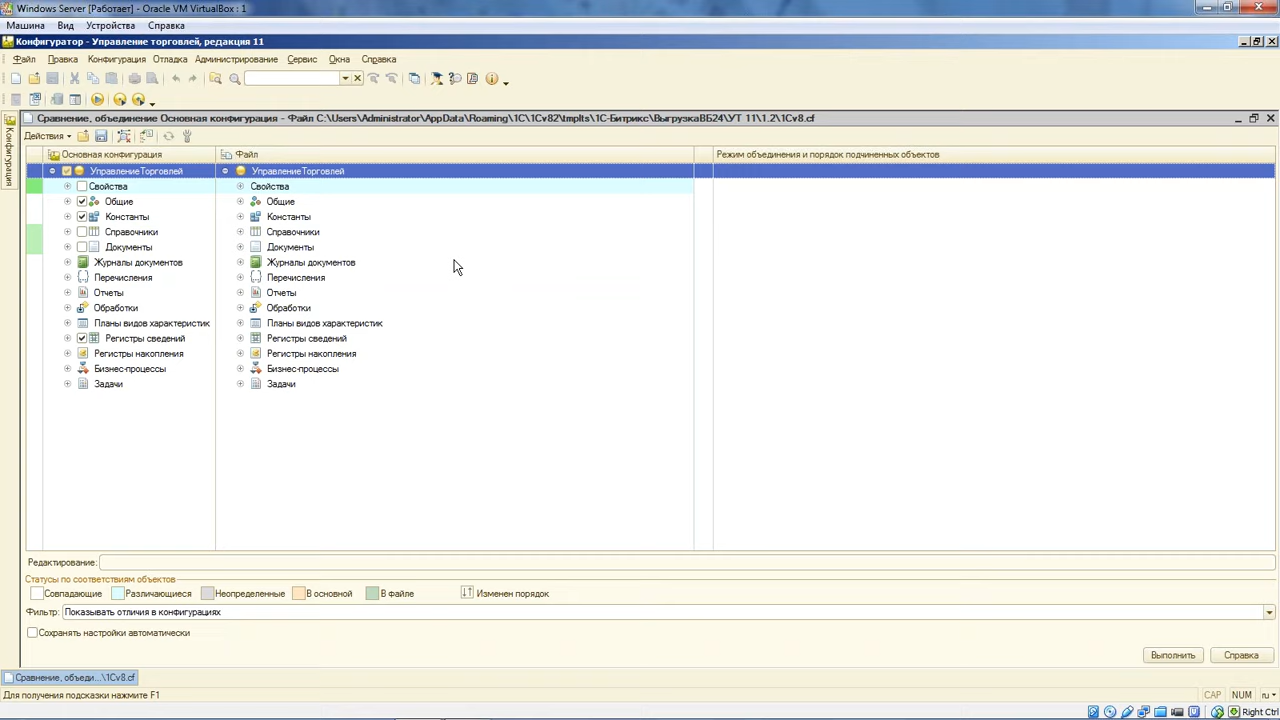 Windows Server [Работает] - Oracle VM VirtualBox : 1
Машина Вид Устройства Справка
Конфигуратор - Управление торговлей, редакция 11
Файл Правка Конфигурация Отладка Администрирование Сервис Окна Справка
Конфигурация
Сравнение, объединение Основная конфигурация - Файл C:\Users\Administrator\AppData\Roaming\1C\1Cv82\tmplts\1С-Битрикс\ВыгрузкаВБ24\УТ 11\1.2\1Cv8.cf
Действия
Основная конфигурация Файл Режим объединения и порядок подчиненных объектов
УправлениеТорговлей УправлениеТорговлей
Свойства Свойства
Общие Общие
Константы Константы
Справочники Справочники
Документы Документы
Журналы документов Журналы документов
Перечисления Перечисления
Отчеты Отчеты
Обработки Обработки
Планы видов характеристик Планы видов характеристик
Регистры сведений Регистры сведений
Регистры накопления Регистры накопления
Бизнес-процессы Бизнес-процессы
Задачи Задачи
Редактирование:
Статусы по соответствиям объектов
Совпадающие Различающиеся Неопределенные В основной В файле Изменен порядок
Фильтр: Показывать отличия в конфигурациях
Сохранять настройки автоматически
Выполнить Справка
Сравнение, объеди...\1Cv8.cf
Для получения подсказки нажмите F1 CAP NUM ru
Right Ctrl